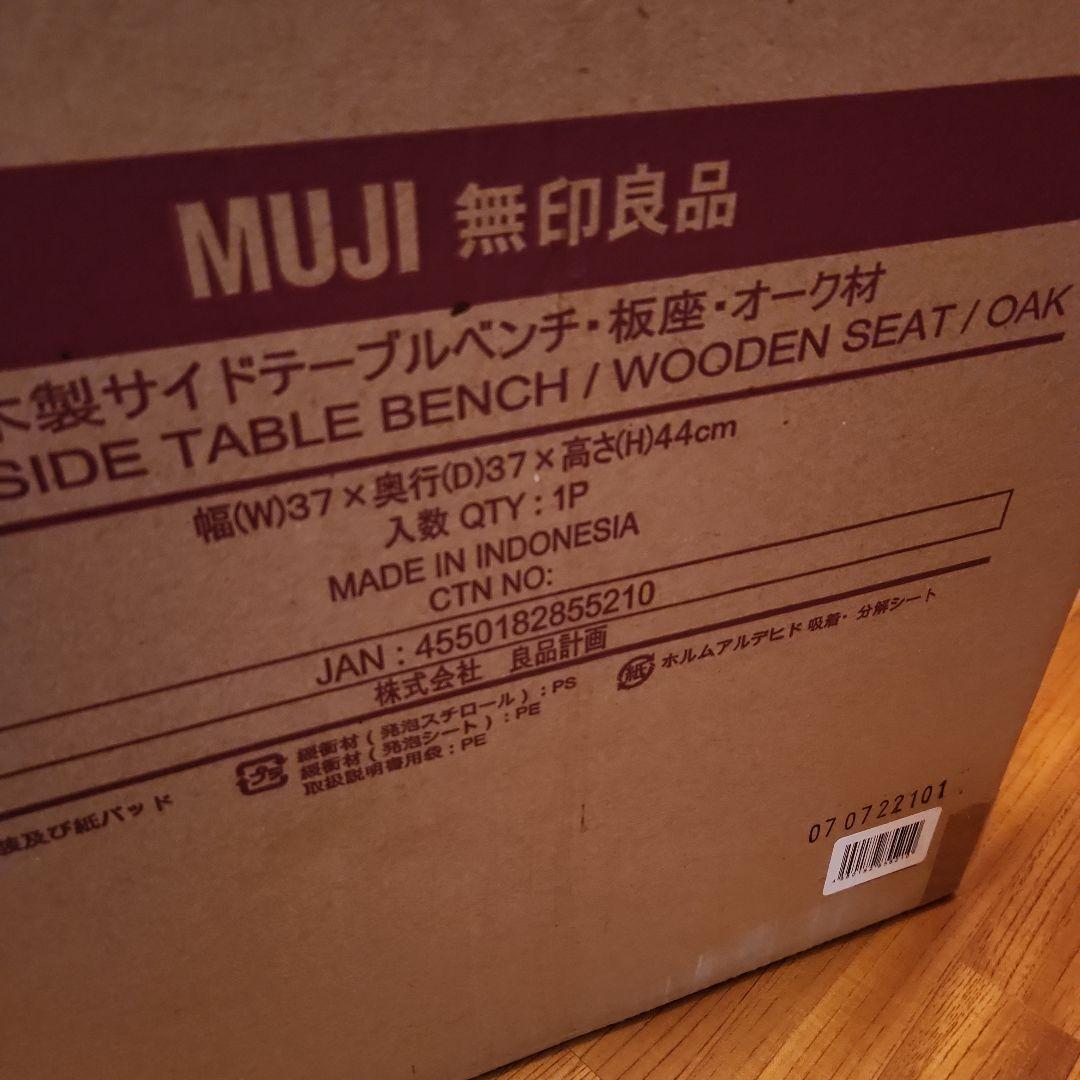 MUJI 無印良品
木製サイドテーブルベンチ・板座・オーク材
SIDE TABLE BENCH / WOODEN SEAT / OAK
幅(W)37×奥行(D)37×高さ(H)44cm
入数 QTY : 1P
MADE IN INDONESIA
CTN NO:
JAN : 4550182855210
株式会社 良品計画
緩衝材(発泡スチロール):PS
緩衝材(発泡シート):PE
取扱説明書用袋:PE
紙 ホルムアルデヒド 吸着・分解シート
プラ
装及び紙パッド
07 0722101